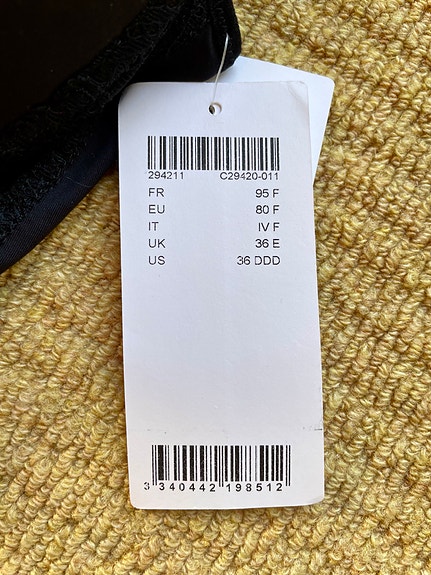 294211 C29420-011
FR 95 F
EU 80 F
IT IV F
UK 36 E
US 36 DDD
3 340442 198512